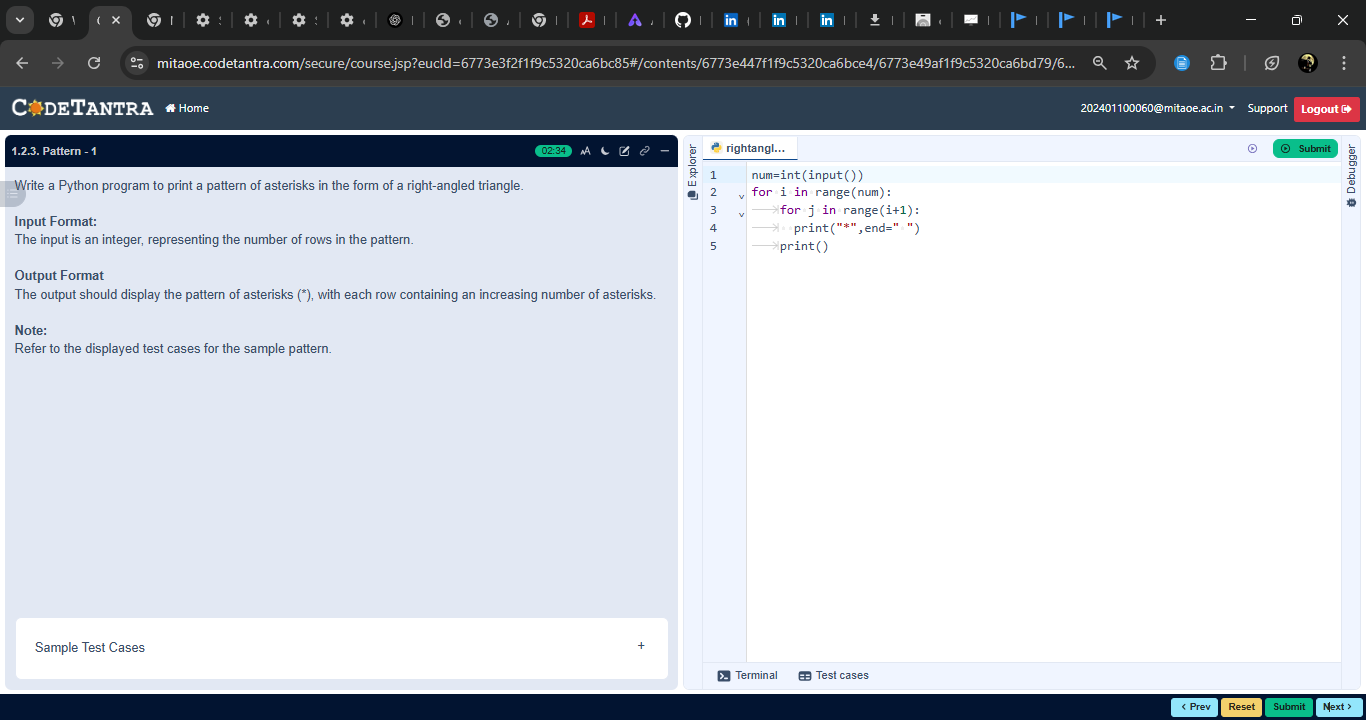 mitaoe.codetantra.com/secure/course.jsp?eucId=6773e3f2f1f9c5320ca6bc85#/contents/6773e447f1f9c5320ca6bce4/6773e49af1f9c5320ca6bd79/6...
CODETANTRA
Home
202401100060@mitaoe.ac.in
Support
Logout
1.2.3. Pattern - 1
02:34
Write a Python program to print a pattern of asterisks in the form of a right-angled triangle.
Input Format:
The input is an integer, representing the number of rows in the pattern.
Output Format
The output should display the pattern of asterisks (*), with each row containing an increasing number of asterisks.
Note:
Refer to the displayed test cases for the sample pattern.
Sample Test Cases
+
Explorer
rightangl...
Submit
1 num=int(input())
2 for i in range(num):
3 for j in range(i+1):
4 print("*",end=" ")
5 print()
Debugger
Terminal
Test cases
< Prev
Reset
Submit
Next >